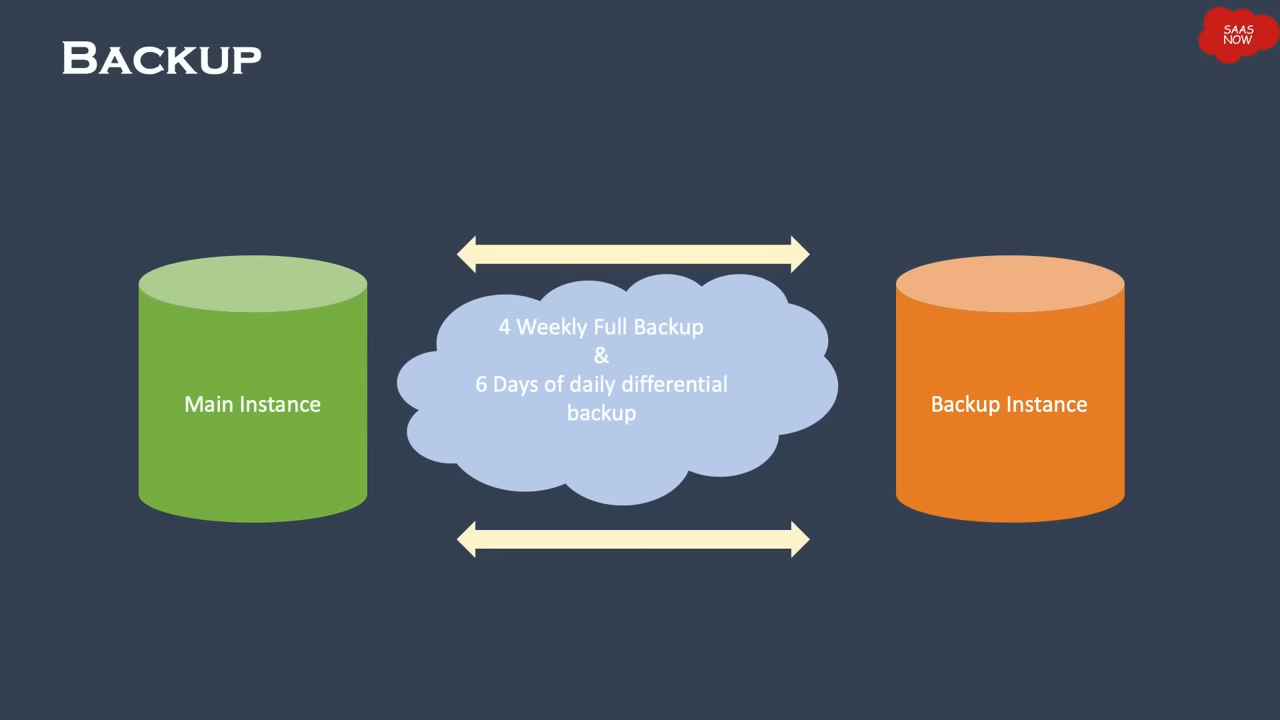 BACKUP
SAAS
NOW
4 Weekly Full Backup
&
6 Days of daily differential
backup
Main Instance
Backup Instance